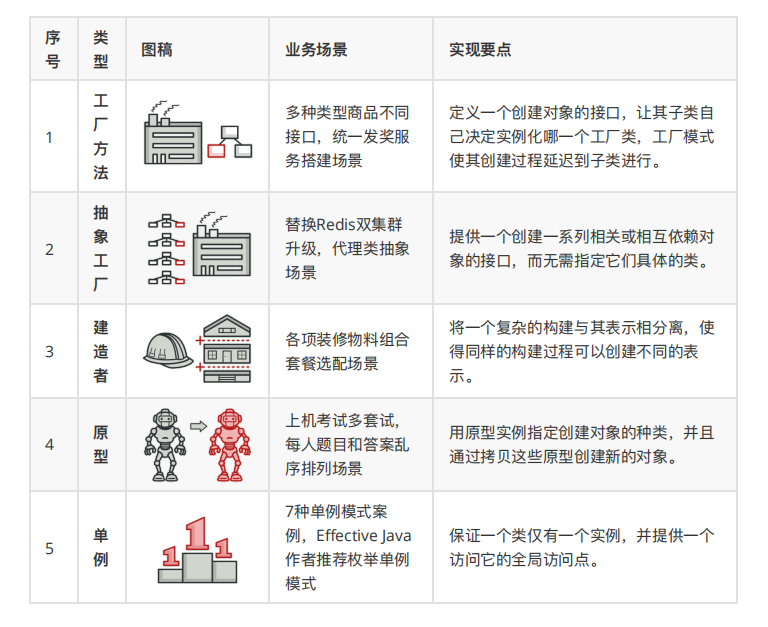 序
号
类
型
图稿
业务场景
实现要点
1
工
厂
方
法
多种类型商品不同
接口，统一发奖服
务搭建场景
定义一个创建对象的接口，让其子类自
己决定实例化哪一个工厂类，工厂模式
使其创建过程延迟到子类进行。
2
抽
象
工
厂
替换Redis双集群
升级，代理类抽象
场景
提供一个创建一系列相关或相互依赖对
象的接口，而无需指定它们具体的类。
3
建
造
者
各项装修物料组合
套餐选配场景
将一个复杂的构建与其表示相分离，使
得同样的构建过程可以创建不同的表
示。
4
原
型
上机考试多套试，
每人题目和答案乱
序排列场景
用原型实例指定创建对象的种类，并且
通过拷贝这些原型创建新的对象。
5
单
例
1
1
1
7种单例模式案
例，Effective Java
作者推荐枚举单例
模式
保证一个类仅有一个实例，并提供一个
访问它的全局访问点。